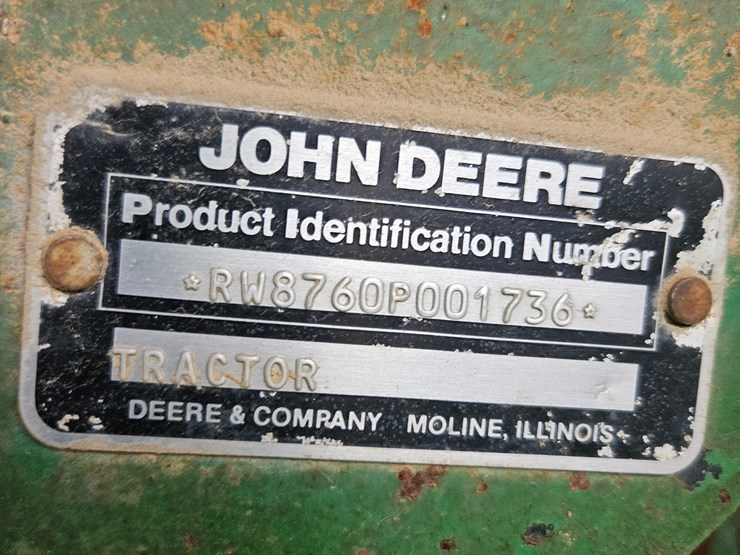 JOHN DEERE
Product Identification Number
*RW8760P001736*
TRACTOR
DEERE & COMPANY MOLINE, ILLINOIS